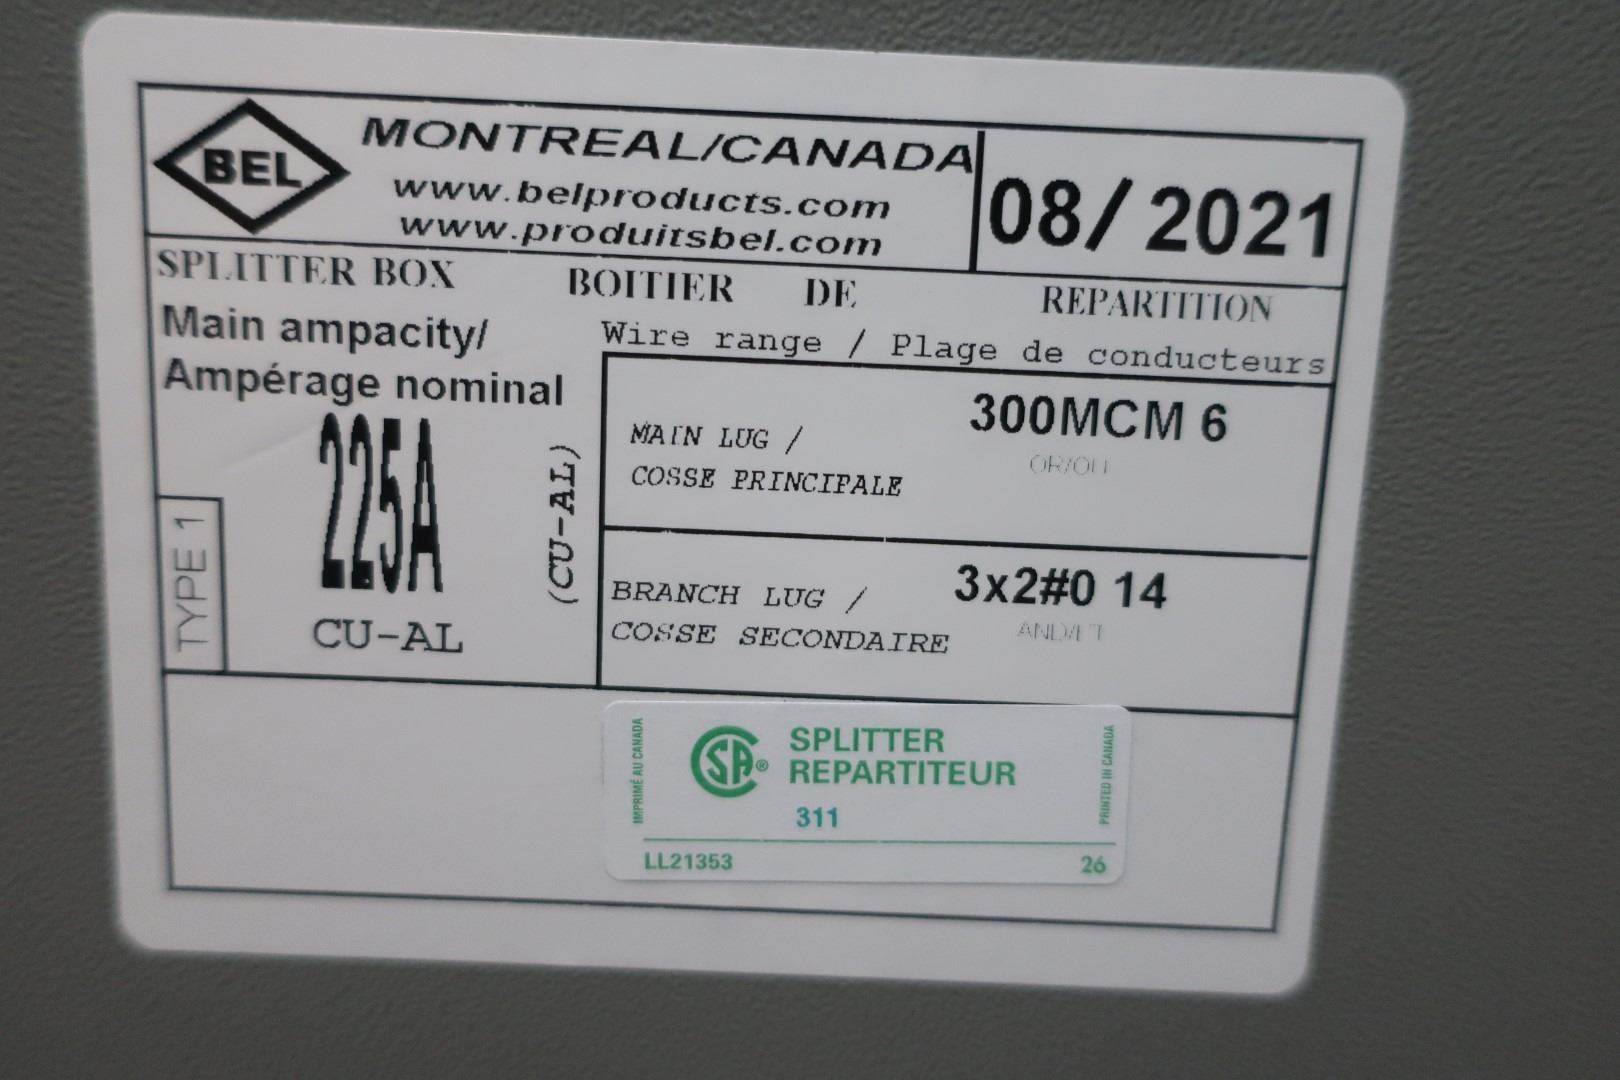 BEL
MONTREAL/CANADA
www.belproducts.com
www.produitsbel.com
08/2021
SPLITTER BOX BOITIER DE REPARTITION
Main ampacity/
Ampérage nominal
225A
CU-AL
TYPE 1
(CU-AL)
Wire range / Plage de conducteurs
MAIN LUG /
COSSE PRINCIPALE
300MCM 6
OR/OU
BRANCH LUG /
COSSE SECONDAIRE
3x2#0 14
AND/ET
IMPRIMÉ AU CANADA
CSA®
SPLITTER
REPARTITEUR
311
PRINTED IN CANADA
LL21353 26